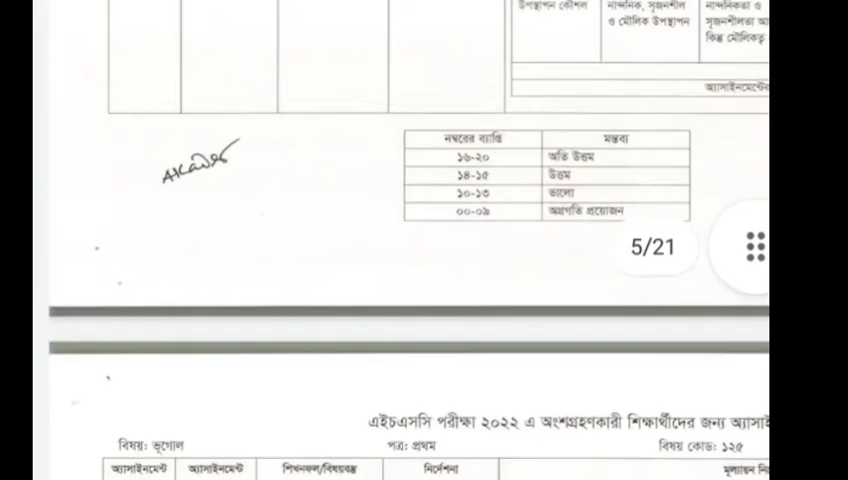 উপস্থাপন কৌশল
নান্দনিক, সৃজনশীল
ও মৌলিক উপস্থাপন
নান্দনিকতা ও
সৃজনশীলতা আ
কিন্তু মৌলিকত্ব
অ্যাসাইনমেন্টের
নম্বরের ব্যাপ্তি মন্তব্য
১৬-২০ অতি উত্তম
১৪-১৫ উত্তম
১০-১৩ ভালো
০০-০৯ অগ্রগতি প্রয়োজন
5/21
এইচএসসি পরীক্ষা ২০২২ এ অংশগ্রহণকারী শিক্ষার্থীদের জন্য অ্যাসাই
বিষয়: ভূগোল পত্র: প্রথম বিষয় কোড: ১২৫
অ্যাসাইনমেন্ট অ্যাসাইনমেন্ট শিখনফল/বিষয়বস্তু নির্দেশনা মূল্যায়ন নি